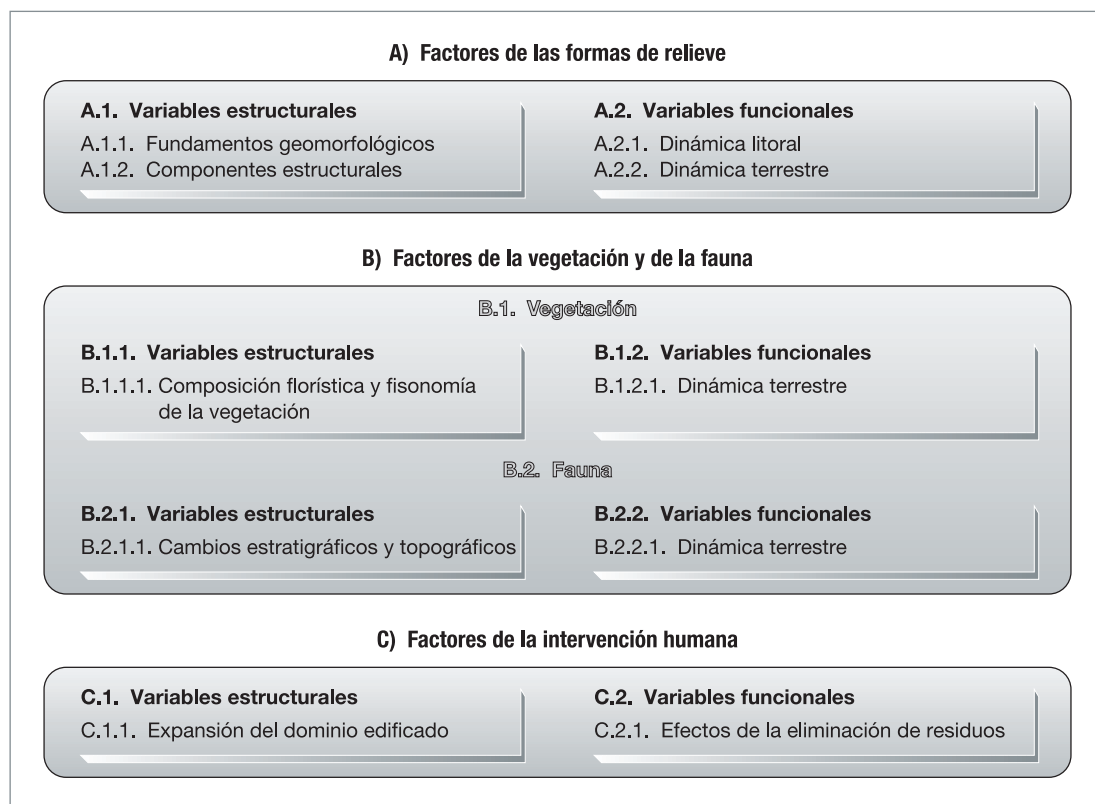 A) Factores de las formas de relieve
A.1. Variables estructurales
A.1.1. Fundamentos geomorfológicos
A.1.2. Componentes estructurales
A.2. Variables funcionales
A.2.1. Dinámica litoral
A.2.2. Dinámica terrestre
B) Factores de la vegetación y de la fauna
B.1. Vegetación
B.1.1. Variables estructurales
B.1.1.1. Composición florística y fisonomía
de la vegetación
B.1.2. Variables funcionales
B.1.2.1. Dinámica terrestre
B.2. Fauna
B.2.1. Variables estructurales
B.2.1.1. Cambios estratigráficos y topográficos
B.2.2. Variables funcionales
B.2.2.1. Dinámica terrestre
C) Factores de la intervención humana
C.1. Variables estructurales
C.1.1. Expansión del dominio edificado
C.2. Variables funcionales
C.2.1. Efectos de la eliminación de residuos